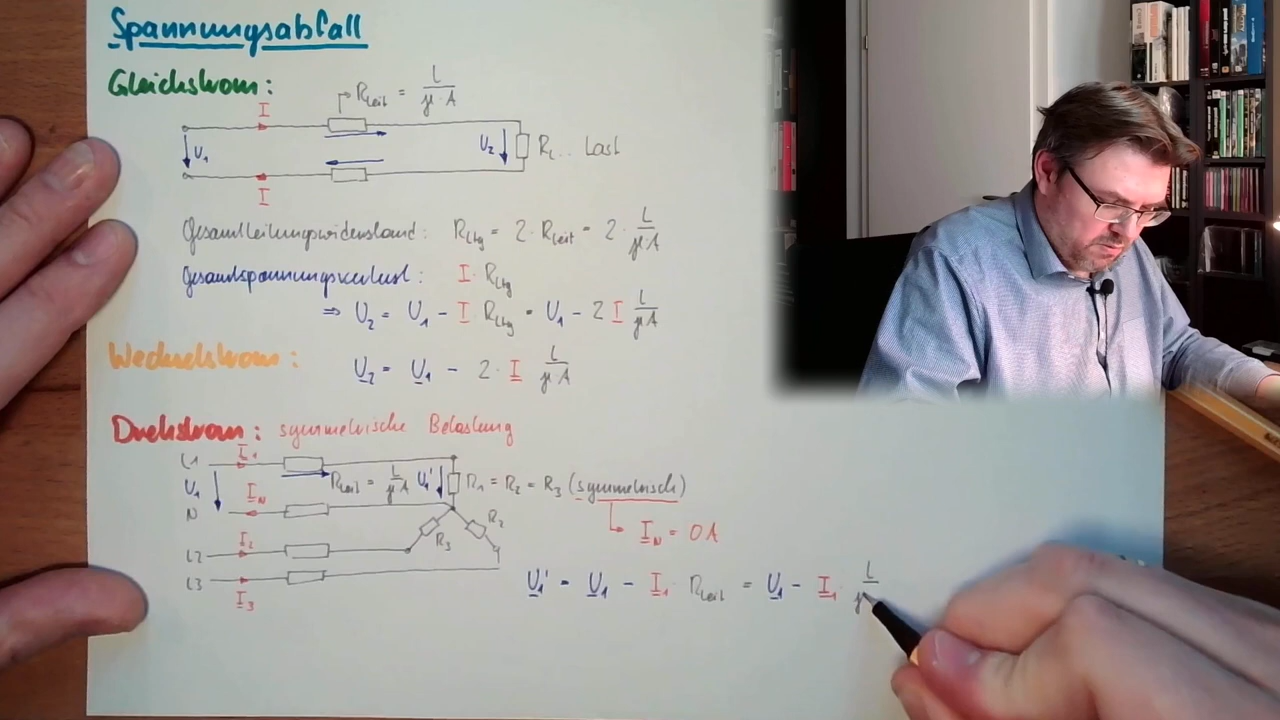 Spannungsabfall
Gleichstrom:
R_Leit = L / (ϰ · A)
I
U₁
U₂
R_L .. Last
I
Gesamtleitungswiderstand: R_Ltg = 2 · R_Leit = 2 · L / (ϰ·A)
Gesamtspannungsverlust: I · R_Ltg
⇒ U₂ = U₁ − I · R_Ltg = U₁ − 2 I L / (ϰ·A)
Wechselstrom: U₂ = U₁ − 2 · I · L / (ϰ·A)
Drehstrom: symmetrische Belastung
L1 I₁
R_Leit = L / (ϰ·A) U₁' R₁ = R₂ = R₃ (symmetrisch)
U₁ I_N
N
R₂
I_N = 0A
R₃
L2 I₂
L3
I₃
U₁' = U₁ − I₁ · R_Leit = U₁ − I₁ · L / ϰ